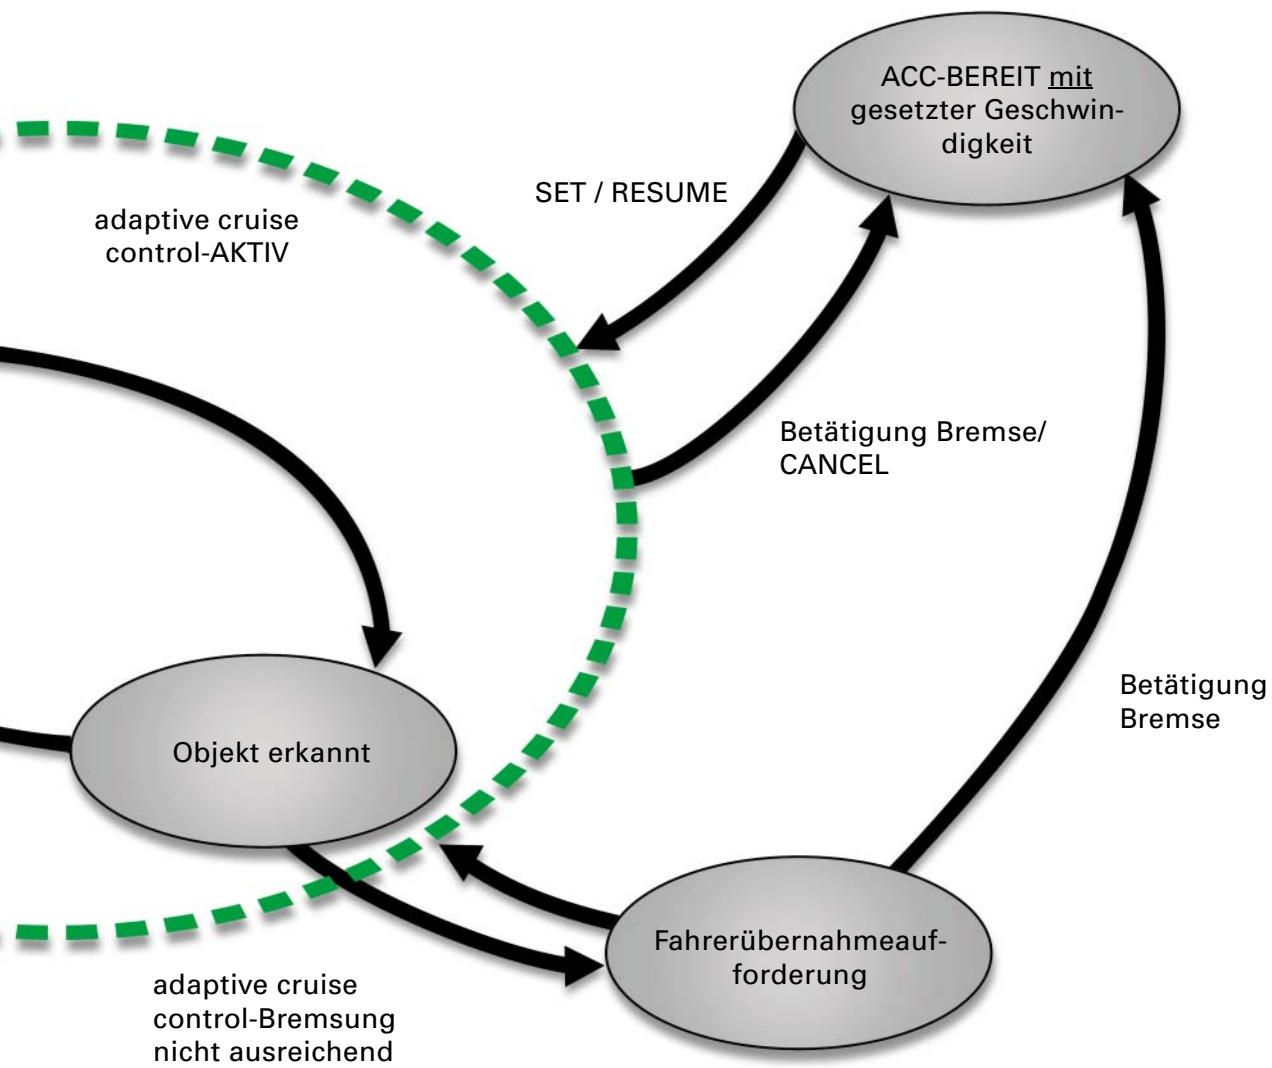 ACC-BEREIT mit
gesetzter Geschwin-
digkeit
SET / RESUME
adaptive cruise
control-AKTIV
Betätigung Bremse/
CANCEL
Betätigung
Bremse
Objekt erkannt
Fahrerübernahmeauf-
forderung
adaptive cruise
control-Bremsung
nicht ausreichend